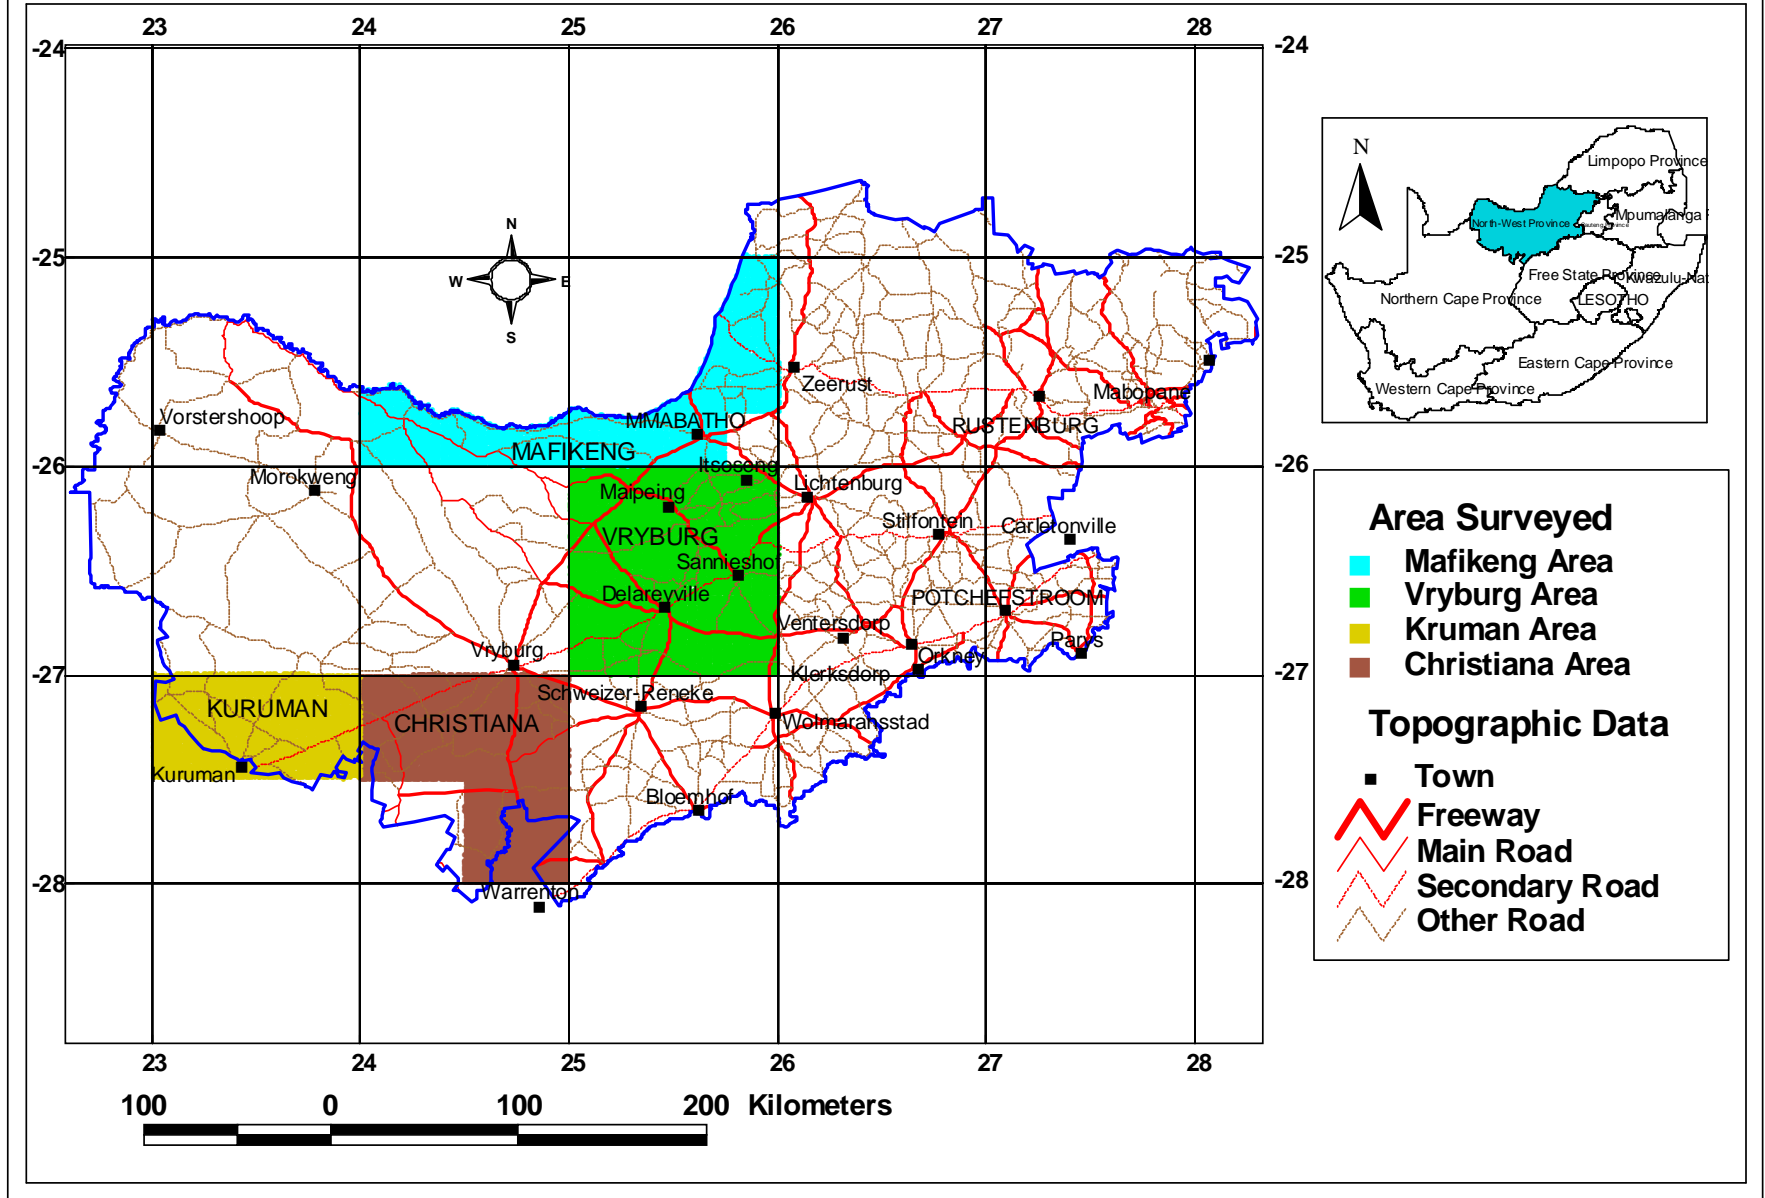 23 24 25 26 27 28
-24 -24
N
Limpopo Province
Mpumalanga
North-West Province
-25 -25
N
W E
S
Free State Province
Kwazulu-Nat
Northern Cape Province
LESOTHO
Eastern Cape Province
Western Cape Province
Zeerust
Mabopane
Vorstershoop
MMABATHO
RUSTENBURG
MAFIKENG
-26 -26
Itsoseng
Morokweng
Maipeing
Lichtenburg
Stilfontein
Carletonville
VRYBURG
Sannieshof
Delareyville
POTCHEFSTROOM
Ventersdorp
Parys
Vryburg
Orkney
-27 -27
Klerksdorp
Schweizer-Reneke
KURUMAN
CHRISTIANA
Wolmaransstad
Kuruman
Bloemhof
-28 -28
Warrenton
23 24 25 26 27 28
100 0 100 200 Kilometers
Area Surveyed
Mafikeng Area
Vryburg Area
Kruman Area
Christiana Area
Topographic Data
Town
Freeway
Main Road
Secondary Road
Other Road